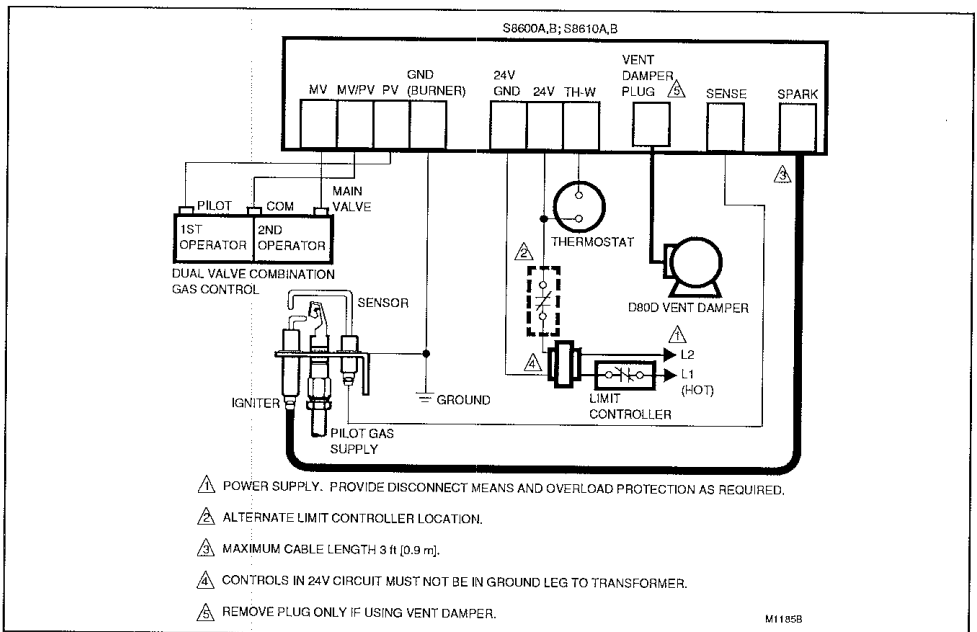 S8600A,B; S8610A,B
MV MV/PV PV GND (BURNER)
24V GND 24V TH-W
VENT DAMPER PLUG 5
SENSE
SPARK
3
PILOT COM MAIN VALVE
1ST OPERATOR
2ND OPERATOR
DUAL VALVE COMBINATION
GAS CONTROL
THERMOSTAT
2
D80D VENT DAMPER
SENSOR
1
4
L2
L1
(HOT)
LIMIT
CONTROLLER
IGNITER
GROUND
PILOT GAS
SUPPLY
1 POWER SUPPLY. PROVIDE DISCONNECT MEANS AND OVERLOAD PROTECTION AS REQUIRED.
2 ALTERNATE LIMIT CONTROLLER LOCATION.
3 MAXIMUM CABLE LENGTH 3 ft [0.9 m].
4 CONTROLS IN 24V CIRCUIT MUST NOT BE IN GROUND LEG TO TRANSFORMER.
5 REMOVE PLUG ONLY IF USING VENT DAMPER.
M1185B